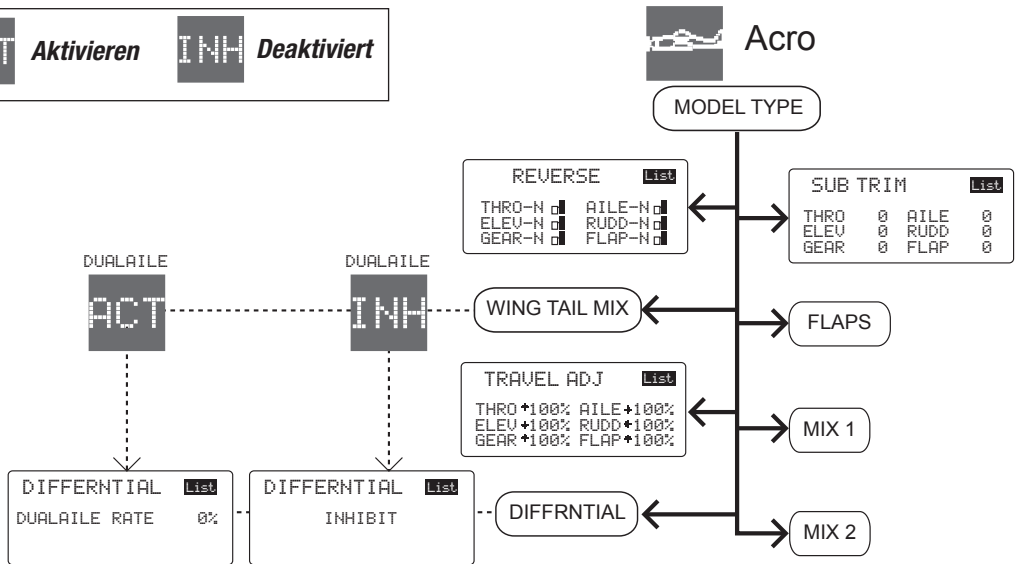 T Aktivieren INH Deaktiviert
Acro
MODEL TYPE
REVERSE List
THRO-N AILE-N
ELEV-N RUDD-N
GEAR-N FLAP-N
SUB TRIM List
THRO 0 AILE 0
ELEV 0 RUDD 0
GEAR 0 FLAP 0
DUALAILE
ACT
DUALAILE
INH
WING TAIL MIX
FLAPS
TRAVEL ADJ List
THRO 100% AILE 100%
ELEV 100% RUDD 100%
GEAR 100% FLAP 100%
MIX 1
DIFFERNTIAL List
DUALAILE RATE 0%
DIFFERNTIAL List
INHIBIT
DIFFRNTIAL
MIX 2